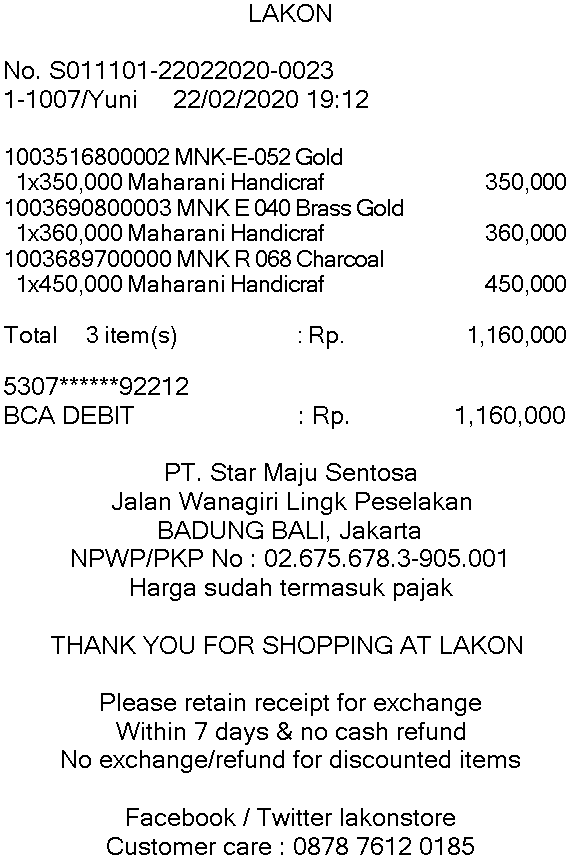 LAKON
No. S011101-22022020-0023
1-1007/Yuni 22/02/2020 19:12
1003516800002 MNK-E-052 Gold
1x350,000 Maharani Handicraf 350,000
1003690800003 MNK E 040 Brass Gold
1x360,000 Maharani Handicraf 360,000
1003689700000 MNK R 068 Charcoal
1x450,000 Maharani Handicraf 450,000
Total 3 item(s) : Rp. 1,160,000
5307******92212
BCA DEBIT : Rp. 1,160,000
PT. Star Maju Sentosa
Jalan Wanagiri Lingk Peselakan
BADUNG BALI, Jakarta
NPWP/PKP No : 02.675.678.3-905.001
Harga sudah termasuk pajak
THANK YOU FOR SHOPPING AT LAKON
Please retain receipt for exchange
Within 7 days & no cash refund
No exchange/refund for discounted items
Facebook / Twitter lakonstore
Customer care : 0878 7612 0185